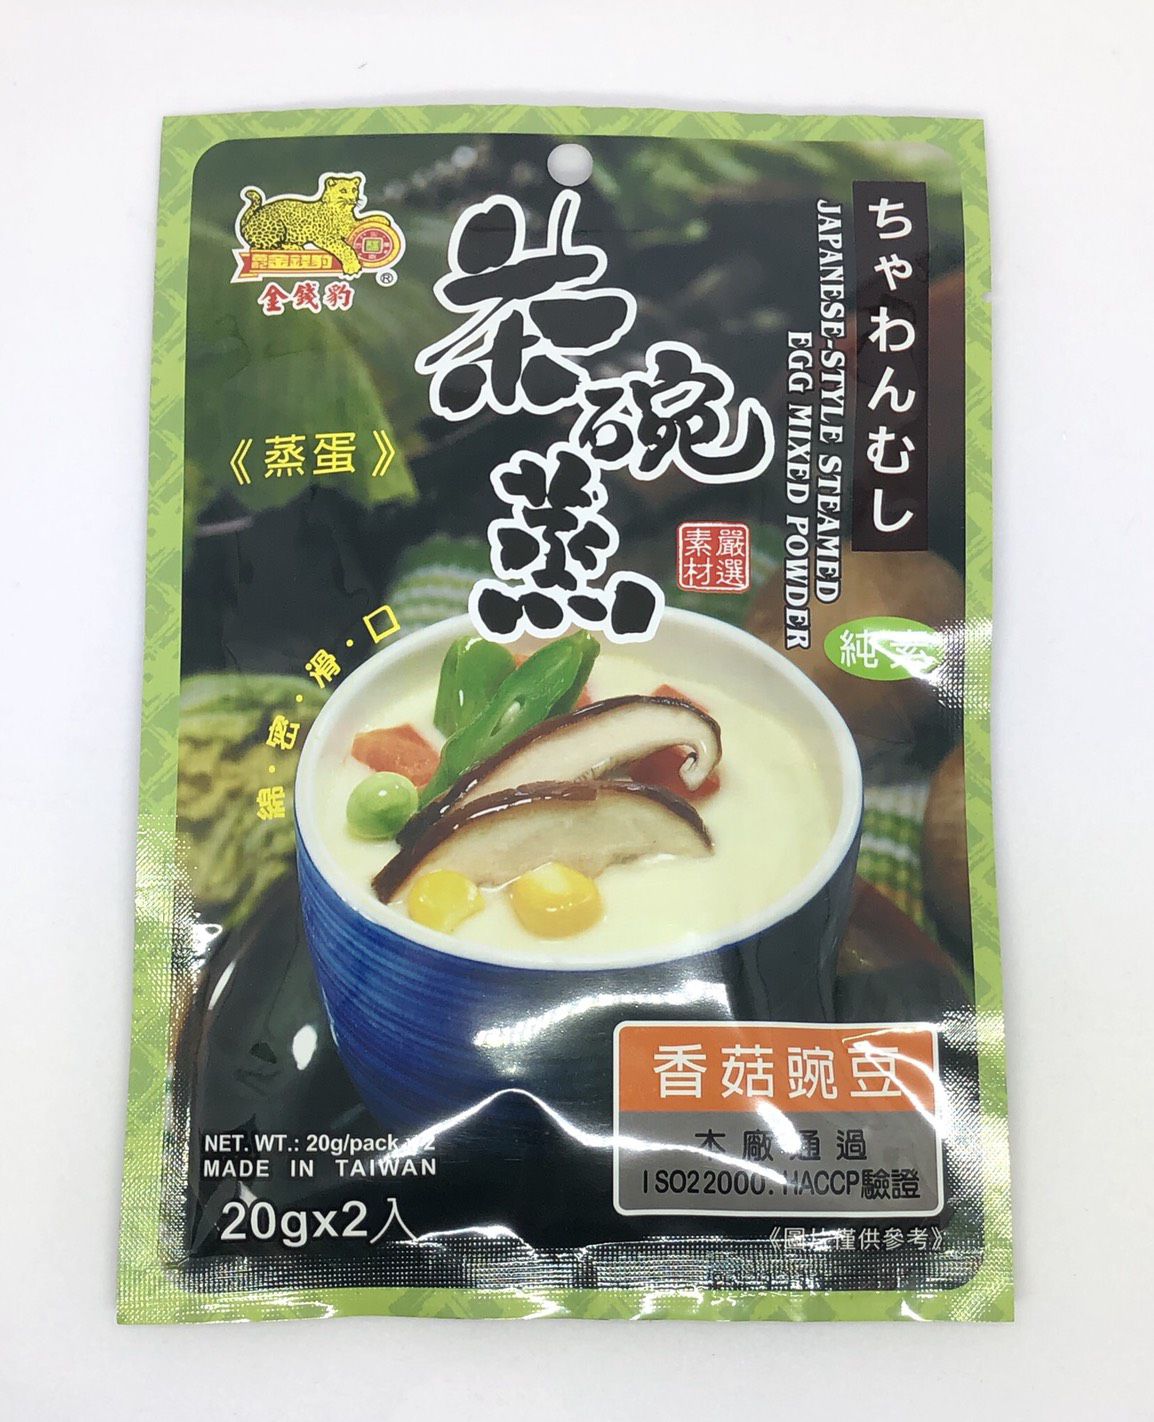 金錢豹
®
金錢豹
茶碗蒸
ちゃわんむし
JAPANESE-STYLE STEAMED
EGG MIXED POWDER
《蒸蛋》
嚴選
素材
純素
綿·密·滑·口
香菇豌豆
本廠通過
ISO22000. HACCP驗證
NET. WT.: 20g/pack x 2
MADE IN TAIWAN
20gx2入
《圖片僅供參考》